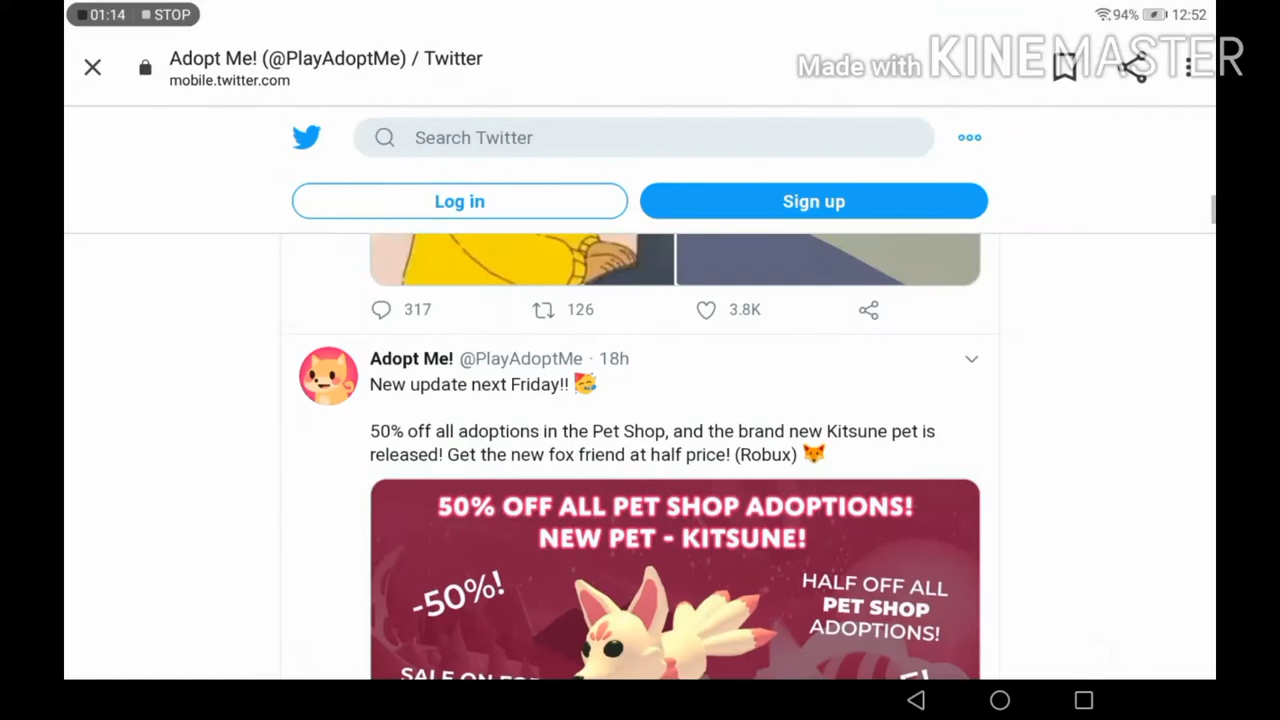 01:14 STOP
94% 12:52
Adopt Me! (@PlayAdoptMe) / Twitter
mobile.twitter.com
Made with KINEMASTER
Search Twitter
Log in
Sign up
317 126 3.8K
Adopt Me! @PlayAdoptMe · 18h
New update next Friday!! 🥳
50% off all adoptions in the Pet Shop, and the brand new Kitsune pet is
released! Get the new fox friend at half price! (Robux) 🦊
50% OFF ALL PET SHOP ADOPTIONS!
NEW PET - KITSUNE!
-50%!
HALF OFF ALL
PET SHOP
ADOPTIONS!
SALE ON FOR